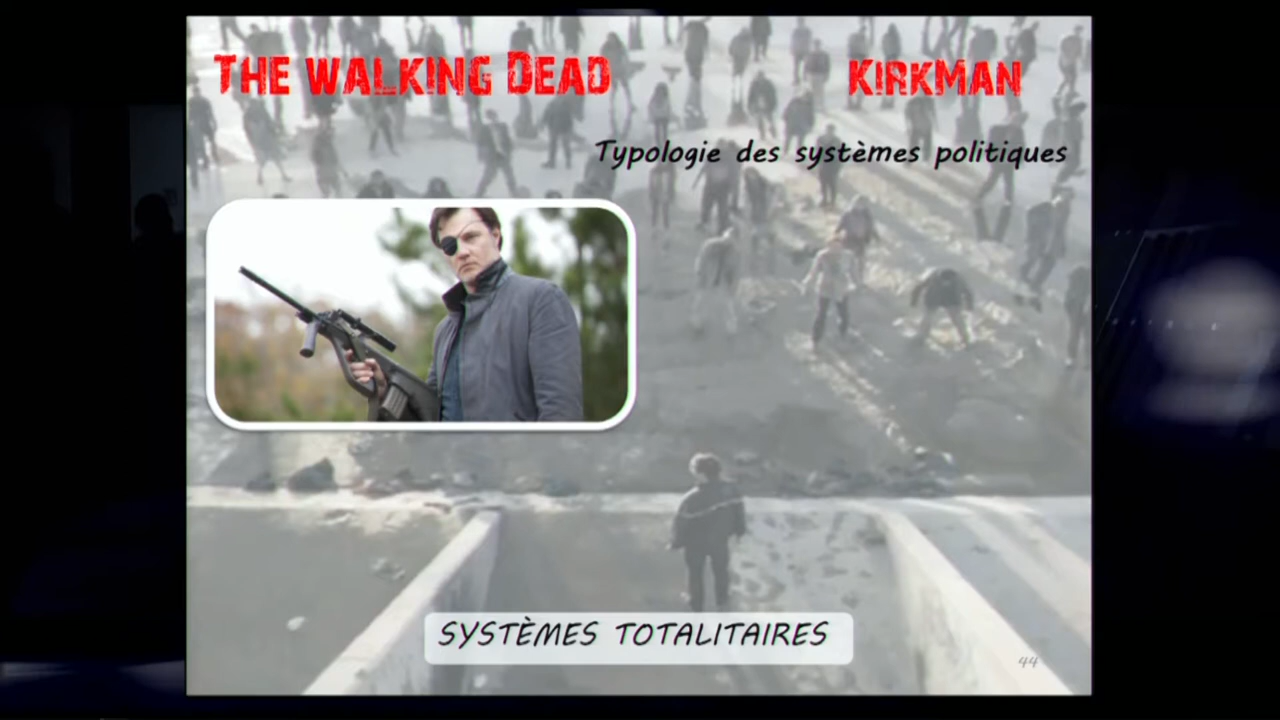 THE WALKING DEAD KIRKMAN
Typologie des systèmes politiques
SYSTÈMES TOTALITAIRES
44